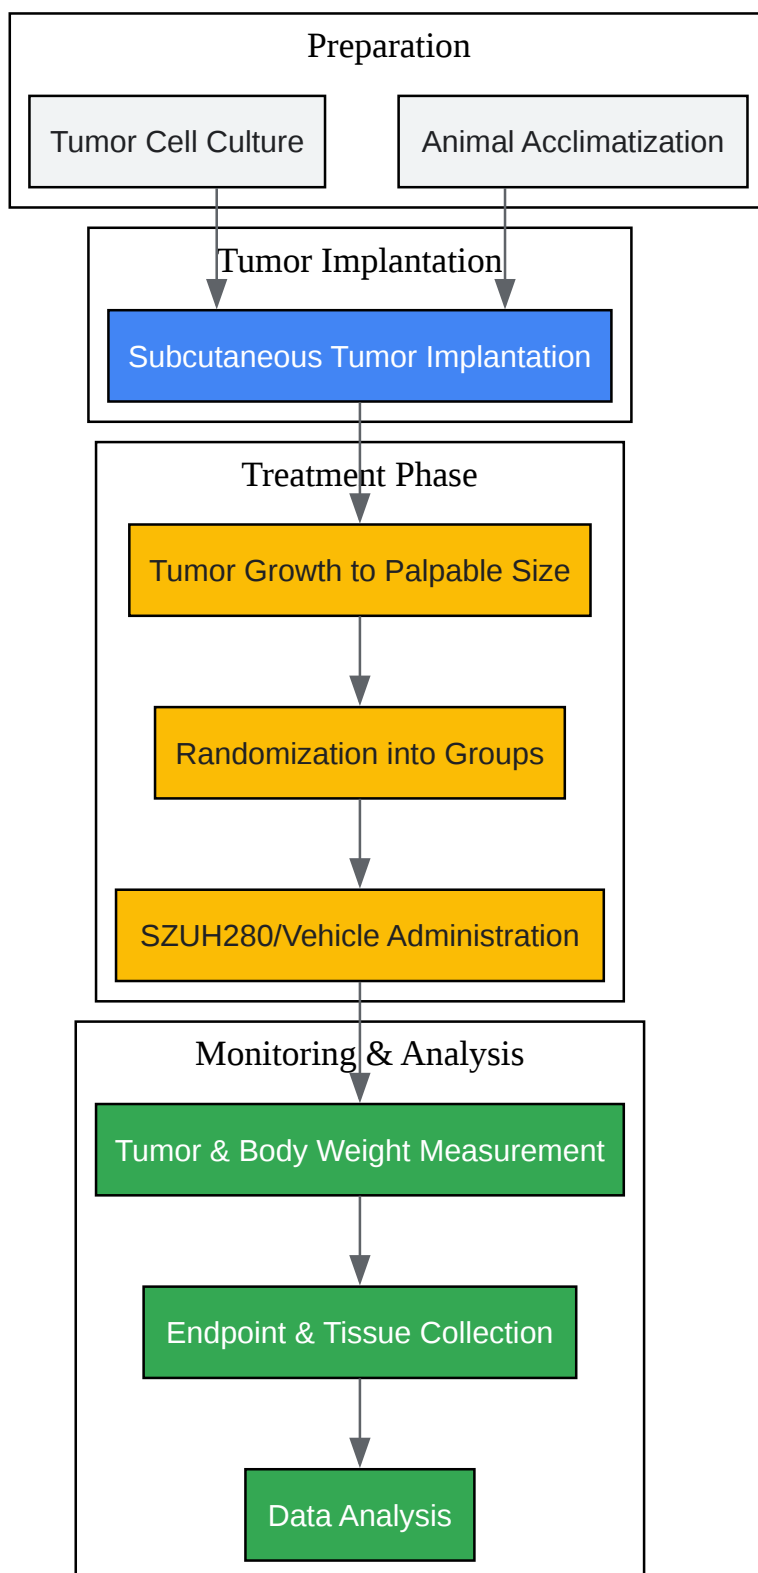 Preparation
Tumor Cell Culture
Animal Acclimatization
Tumor Implantation
Subcutaneous Tumor Implantation
Treatment Phase
Tumor Growth to Palpable Size
Randomization into Groups
SZUH280/Vehicle Administration
Monitoring & Analysis
Tumor & Body Weight Measurement
Endpoint & Tissue Collection
Data Analysis